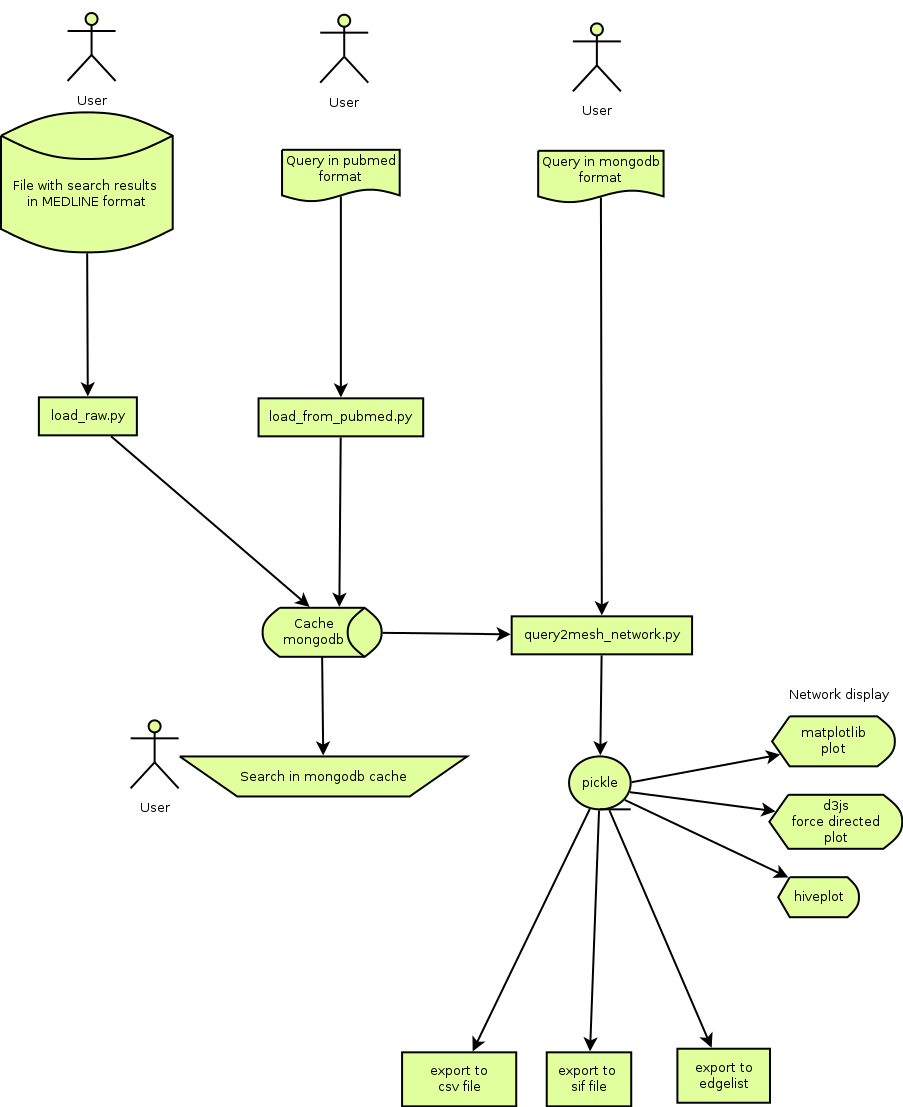 User
User
User
File with search results
in MEDLINE format
Query in pubmed
format
Query in mongodb
format
load_raw.py
load_from_pubmed.py
Cache
mongodb
query2mesh_network.py
Network display
matplotlib
plot
User
Search in mongodb cache
pickle
d3js
force directed
plot
hiveplot
export to
csv file
export to
sif file
export to
edgelist